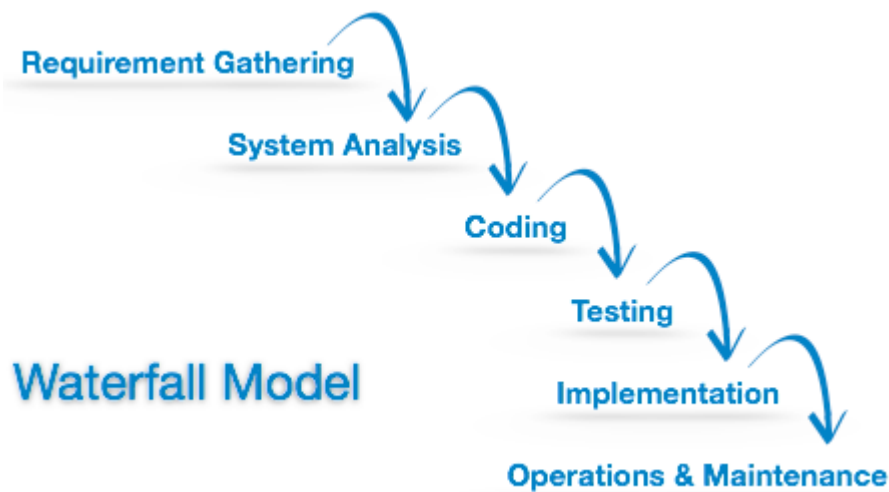 Requirement Gathering
System Analysis
Coding
Testing
Waterfall Model
Implementation
Operations & Maintenance